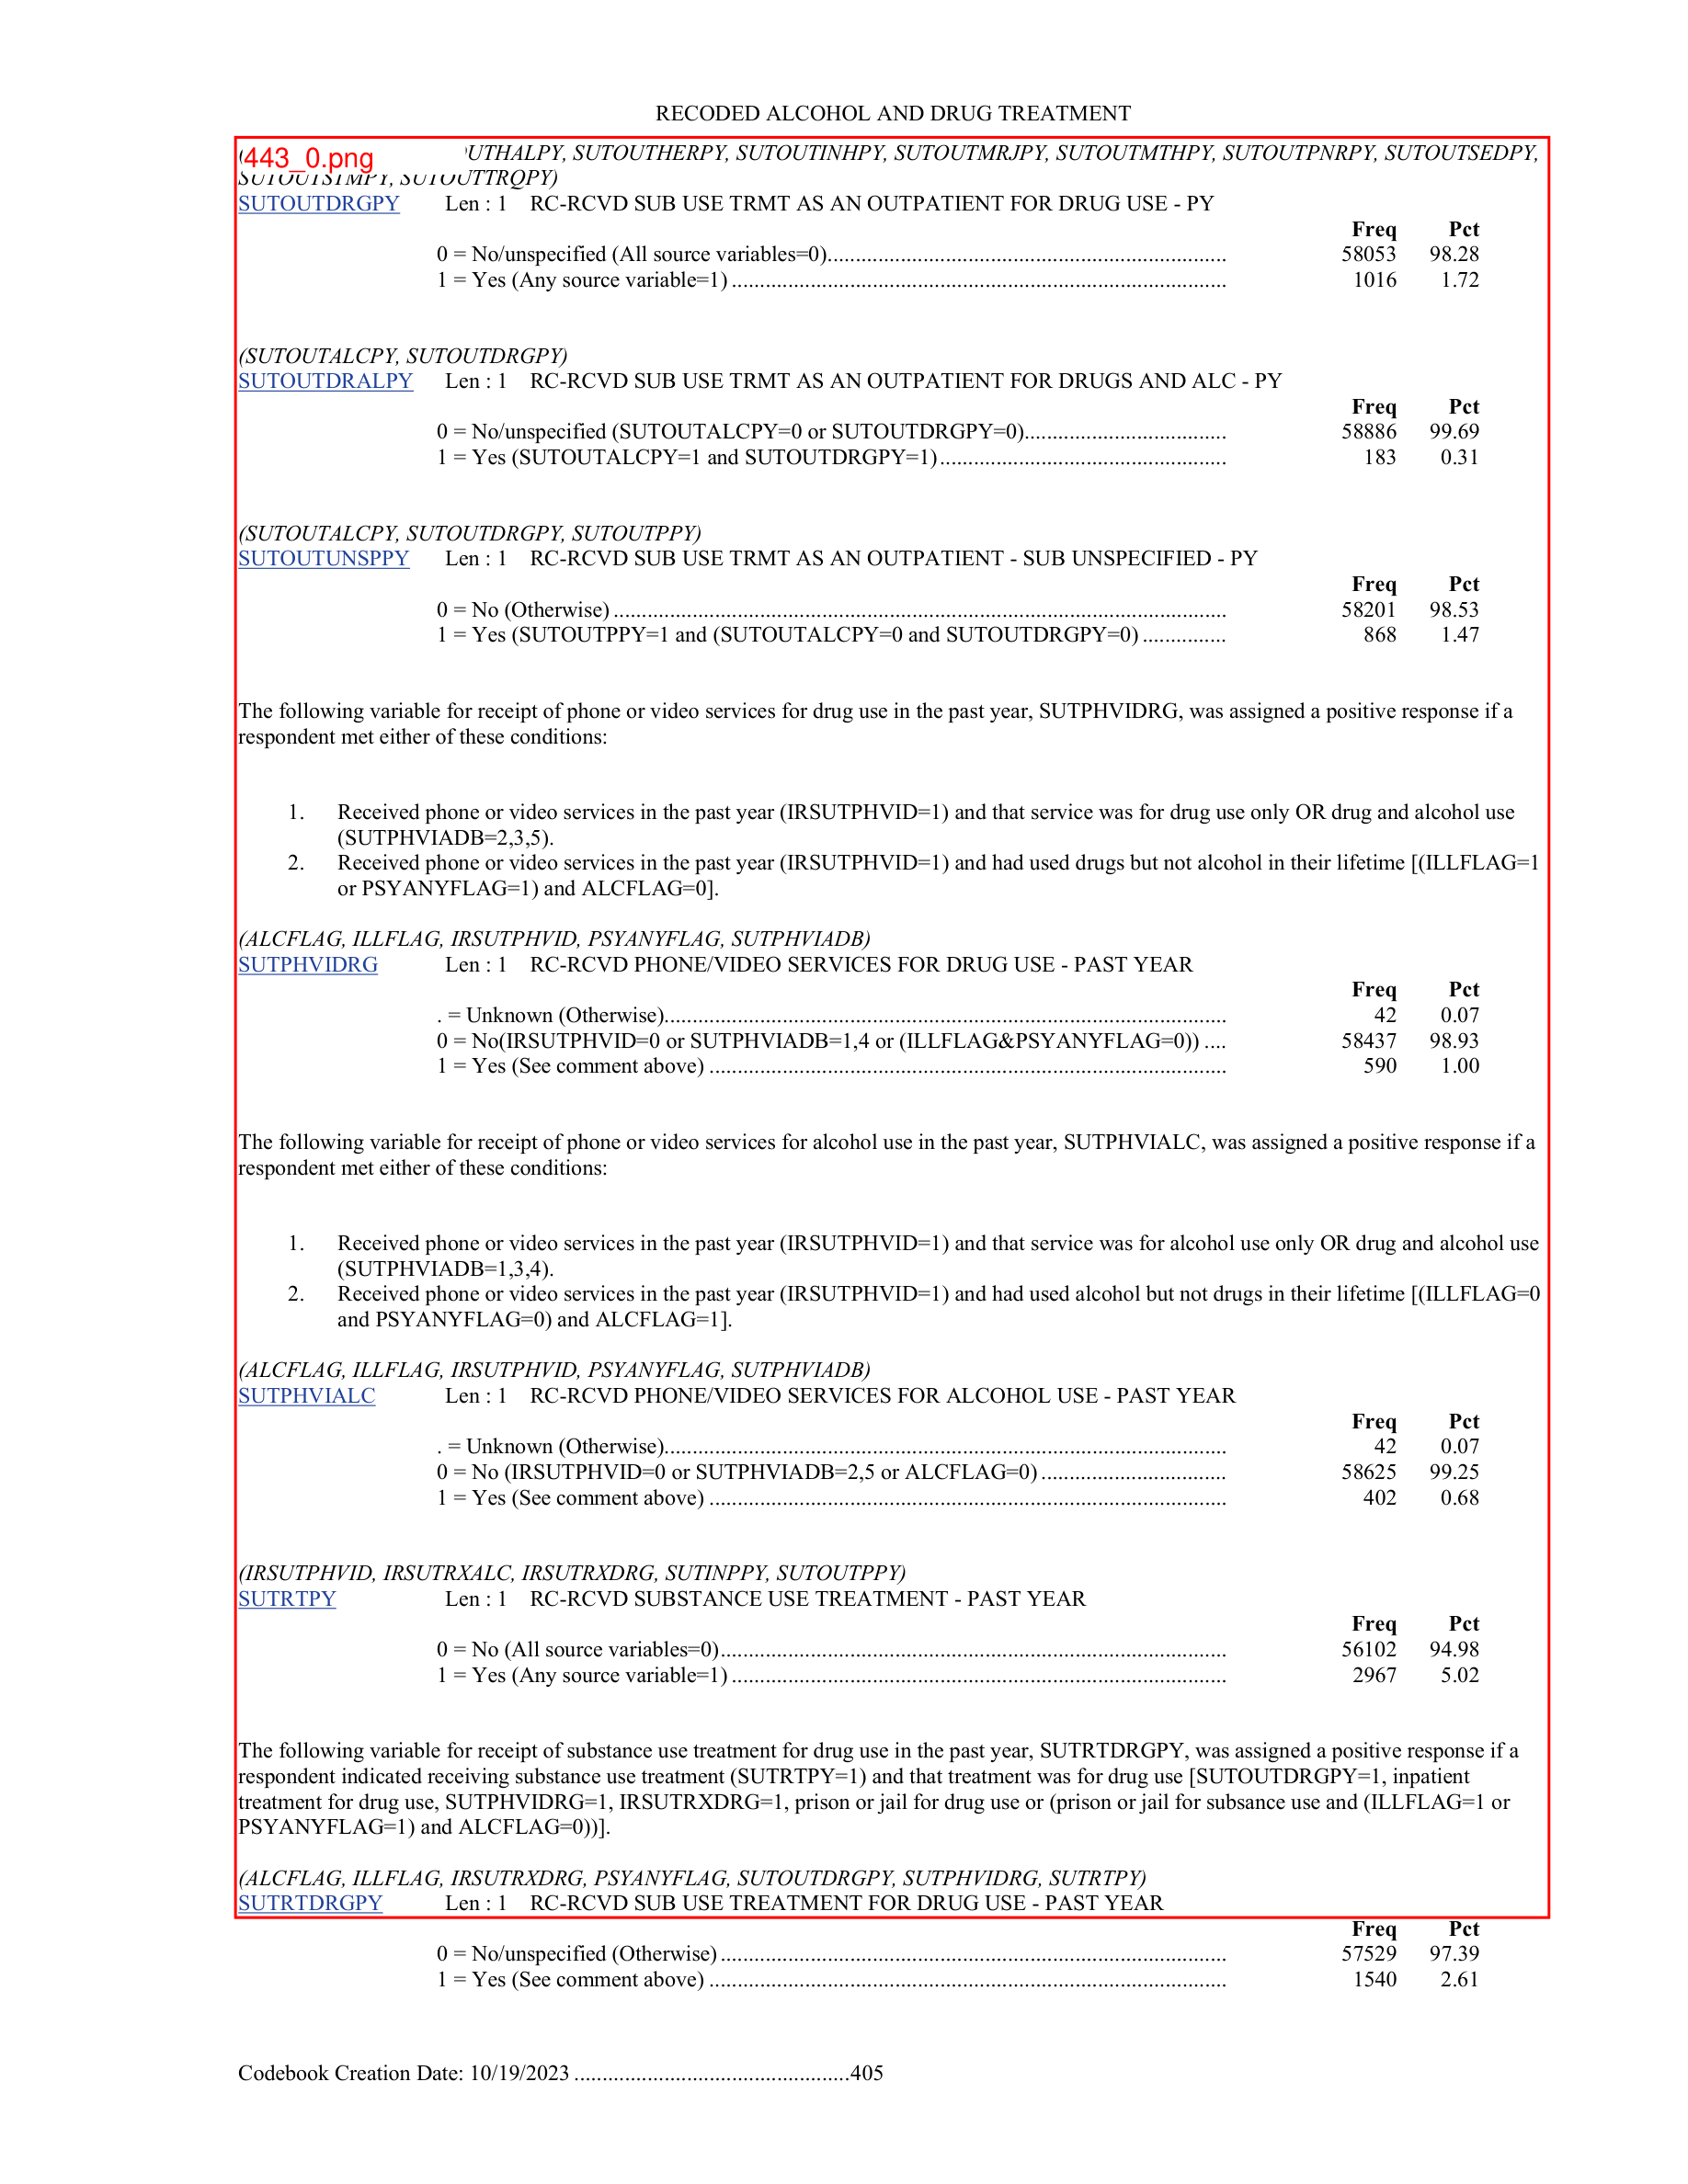 RECODED ALCOHOL AND DRUG TREATMENT
443_0.png
SUTOUTHERPY, SUTOUTINHPY, SUTOUTMRJPY, SUTOUTMTHPY, SUTOUTPNRPY, SUTOUTSEDPY,
SUTOUTSTMPY, SUTOUTTRQPY)
SUTOUTDRGPY Len : 1 RC-RCVD SUB USE TRMT AS AN OUTPATIENT FOR DRUG USE - PY
Freq Pct
0 = No/unspecified (All source variables=0)...................................................................... 58053 98.28
1 = Yes (Any source variable=1) ........................................................................................ 1016 1.72
(SUTOUTALCPY, SUTOUTDRGPY)
SUTOUTDRALPY Len : 1 RC-RCVD SUB USE TRMT AS AN OUTPATIENT FOR DRUGS AND ALC - PY
Freq Pct
0 = No/unspecified (SUTOUTALCPY=0 or SUTOUTDRGPY=0).................................... 58886 99.69
1 = Yes (SUTOUTALCPY=1 and SUTOUTDRGPY=1)................................................... 183 0.31
(SUTOUTALCPY, SUTOUTDRGPY, SUTOUTPPY)
SUTOUTUNSPPY Len : 1 RC-RCVD SUB USE TRMT AS AN OUTPATIENT - SUB UNSPECIFIED - PY
Freq Pct
0 = No (Otherwise) ............................................................................................................. 58201 98.53
1 = Yes (SUTOUTPPY=1 and (SUTOUTALCPY=0 and SUTOUTDRGPY=0) ............... 868 1.47
The following variable for receipt of phone or video services for drug use in the past year, SUTPHVIDRG, was assigned a positive response if a
respondent met either of these conditions:
1. Received phone or video services in the past year (IRSUTPHVID=1) and that service was for drug use only OR drug and alcohol use
(SUTPHVIADB=2,3,5).
2. Received phone or video services in the past year (IRSUTPHVID=1) and had used drugs but not alcohol in their lifetime [(ILLFLAG=1
or PSYANYFLAG=1) and ALCFLAG=0].
(ALCFLAG, ILLFLAG, IRSUTPHVID, PSYANYFLAG, SUTPHVIADB)
SUTPHVIDRG Len : 1 RC-RCVD PHONE/VIDEO SERVICES FOR DRUG USE - PAST YEAR
Freq Pct
. = Unknown (Otherwise).................................................................................................... 42 0.07
0 = No(IRSUTPHVID=0 or SUTPHVIADB=1,4 or (ILLFLAG&PSYANYFLAG=0)) .... 58437 98.93
1 = Yes (See comment above) ............................................................................................ 590 1.00
The following variable for receipt of phone or video services for alcohol use in the past year, SUTPHVIALC, was assigned a positive response if a
respondent met either of these conditions:
1. Received phone or video services in the past year (IRSUTPHVID=1) and that service was for alcohol use only OR drug and alcohol use
(SUTPHVIADB=1,3,4).
2. Received phone or video services in the past year (IRSUTPHVID=1) and had used alcohol but not drugs in their lifetime [(ILLFLAG=0
and PSYANYFLAG=0) and ALCFLAG=1].
(ALCFLAG, ILLFLAG, IRSUTPHVID, PSYANYFLAG, SUTPHVIADB)
SUTPHVIALC Len : 1 RC-RCVD PHONE/VIDEO SERVICES FOR ALCOHOL USE - PAST YEAR
Freq Pct
. = Unknown (Otherwise).................................................................................................... 42 0.07
0 = No (IRSUTPHVID=0 or SUTPHVIADB=2,5 or ALCFLAG=0) ................................. 58625 99.25
1 = Yes (See comment above) ............................................................................................ 402 0.68
(IRSUTPHVID, IRSUTRXALC, IRSUTRXDRG, SUTINPPY, SUTOUTPPY)
SUTRTPY Len : 1 RC-RCVD SUBSTANCE USE TREATMENT - PAST YEAR
Freq Pct
0 = No (All source variables=0).......................................................................................... 56102 94.98
1 = Yes (Any source variable=1) ........................................................................................ 2967 5.02
The following variable for receipt of substance use treatment for drug use in the past year, SUTRTDRGPY, was assigned a positive response if a
respondent indicated receiving substance use treatment (SUTRTPY=1) and that treatment was for drug use [SUTOUTDRGPY=1, inpatient
treatment for drug use, SUTPHVIDRG=1, IRSUTRXDRG=1, prison or jail for drug use or (prison or jail for subsance use and (ILLFLAG=1 or
PSYANYFLAG=1) and ALCFLAG=0))].
(ALCFLAG, ILLFLAG, IRSUTRXDRG, PSYANYFLAG, SUTOUTDRGPY, SUTPHVIDRG, SUTRTPY)
SUTRTDRGPY Len : 1 RC-RCVD SUB USE TREATMENT FOR DRUG USE - PAST YEAR
Freq Pct
0 = No/unspecified (Otherwise) .......................................................................................... 57529 97.39
1 = Yes (See comment above) ............................................................................................ 1540 2.61
Codebook Creation Date: 10/19/2023 .................................................405